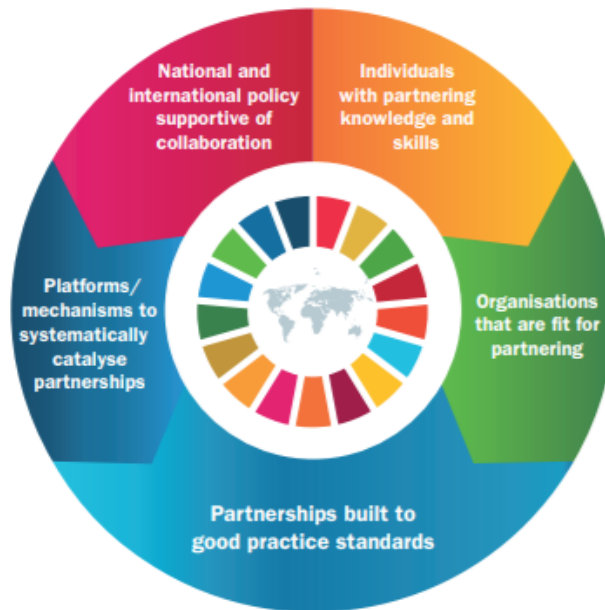 National and
international policy
supportive of
collaboration
Individuals
with partnering
knowledge and
skills
Organisations
that are fit for
partnering
Partnerships built to
good practice standards
Platforms/
mechanisms to
systematically
catalyse
partnerships